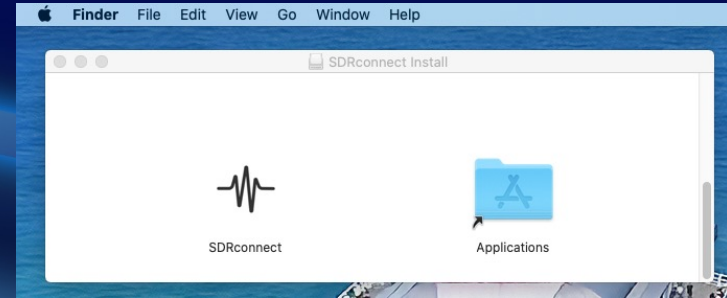 Finder File Edit View Go Window Help
SDRconnect Install
SDRconnect Applications